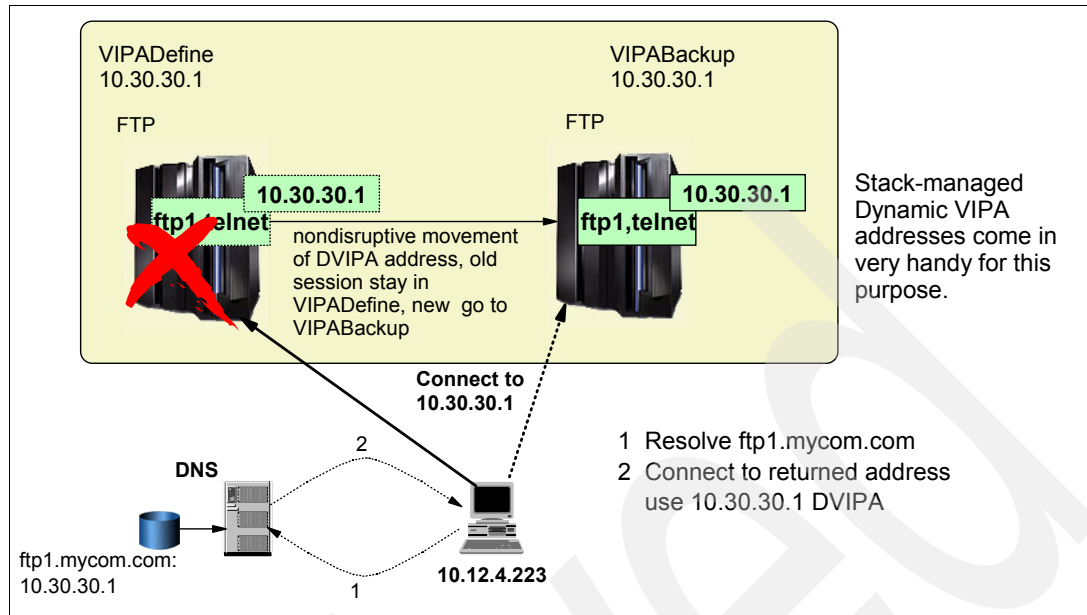 VIPADefine
10.30.30.1
VIPABackup
10.30.30.1
FTP
FTP
10.30.30.1
ftp1,telnet
10.30.30.1
ftp1,telnet
nondisruptive movement
of DVIPA address, old
session stay in
VIPADefine, new go to
VIPABackup
Stack-managed
Dynamic VIPA
addresses come in
very handy for this
purpose.
Connect to
10.30.30.1
1 Resolve ftp1.mycom.com
2 Connect to returned address
use 10.30.30.1 DVIPA
DNS
2
ftp1.mycom.com:
10.30.30.1
1
10.12.4.223